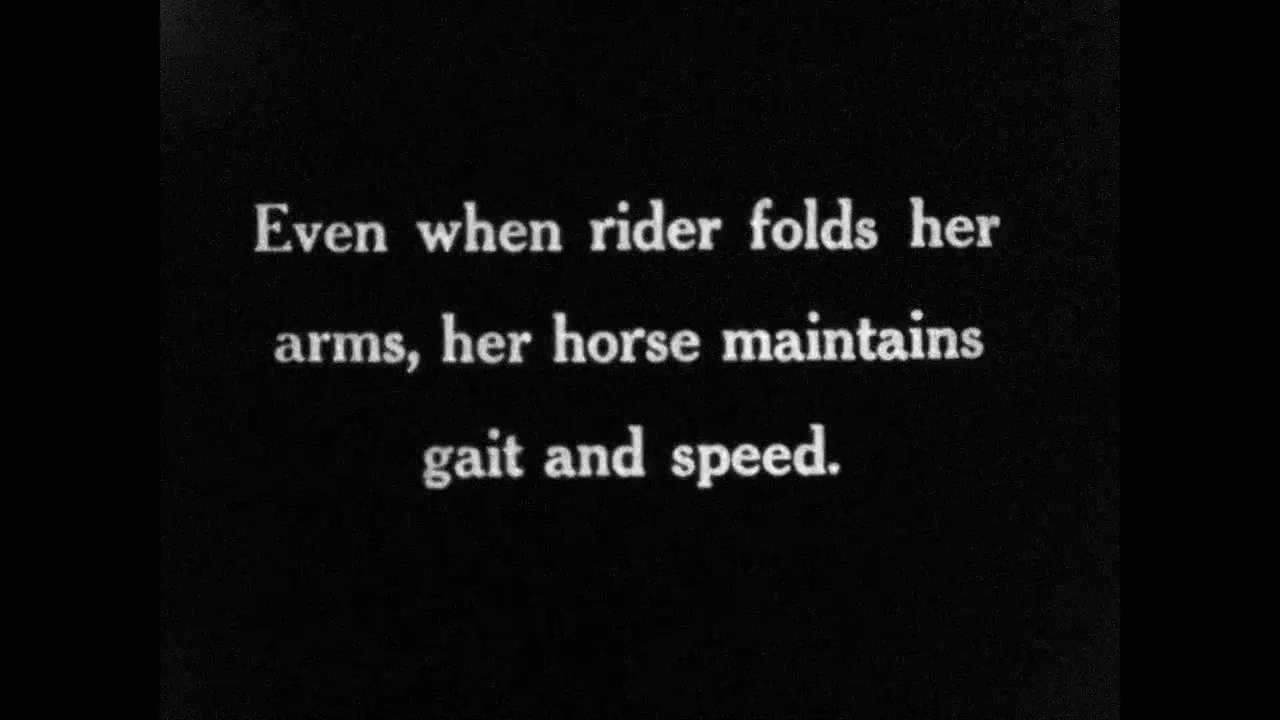 Even when rider folds her
arms, her horse maintains
gait and speed.